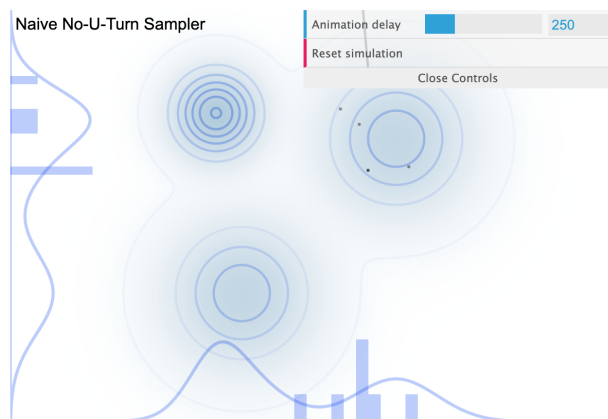 Naive No-U-Turn Sampler
Animation delay 250
Reset simulation
Close Controls